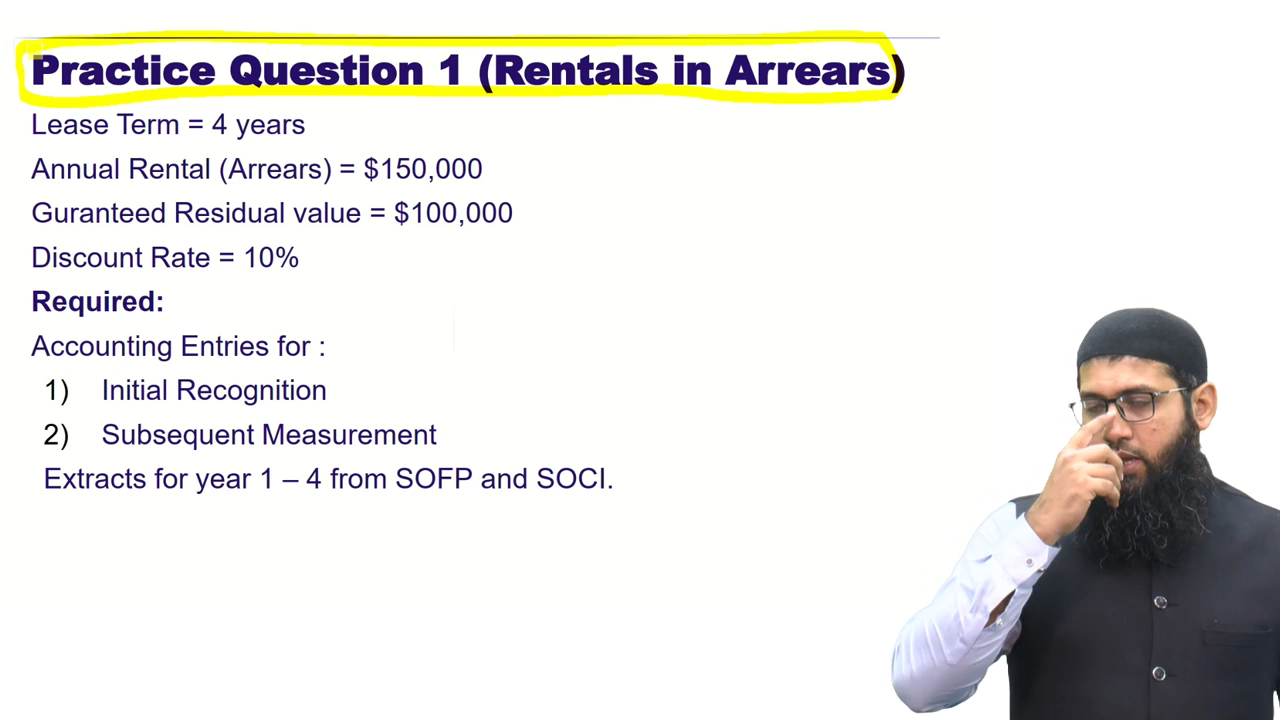 Practice Question 1 (Rentals in Arrears)
Lease Term = 4 years
Annual Rental (Arrears) = $150,000
Guranteed Residual value = $100,000
Discount Rate = 10%
Required:
Accounting Entries for :
1) Initial Recognition
2) Subsequent Measurement
Extracts for year 1 – 4 from SOFP and SOCI.